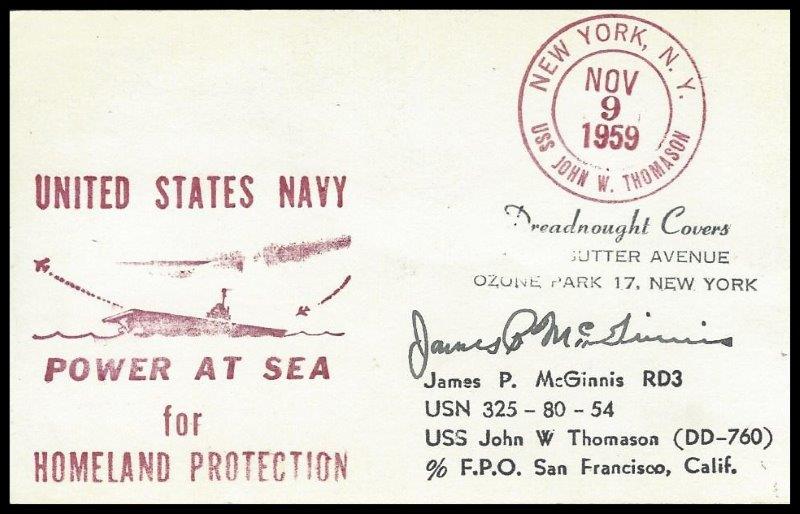 NEW YORK, N. Y.
NOV
9
1959
USS JOHN W. THOMASON
UNITED STATES NAVY
POWER AT SEA
for
HOMELAND PROTECTION
Dreadnought Covers
SUTTER AVENUE
OZONE PARK 17, NEW YORK
James P McGinnis
James P. McGinnis RD3
USN 325 - 80 - 54
USS John W Thomason (DD-760)
% F.P.O. San Francisco, Calif.